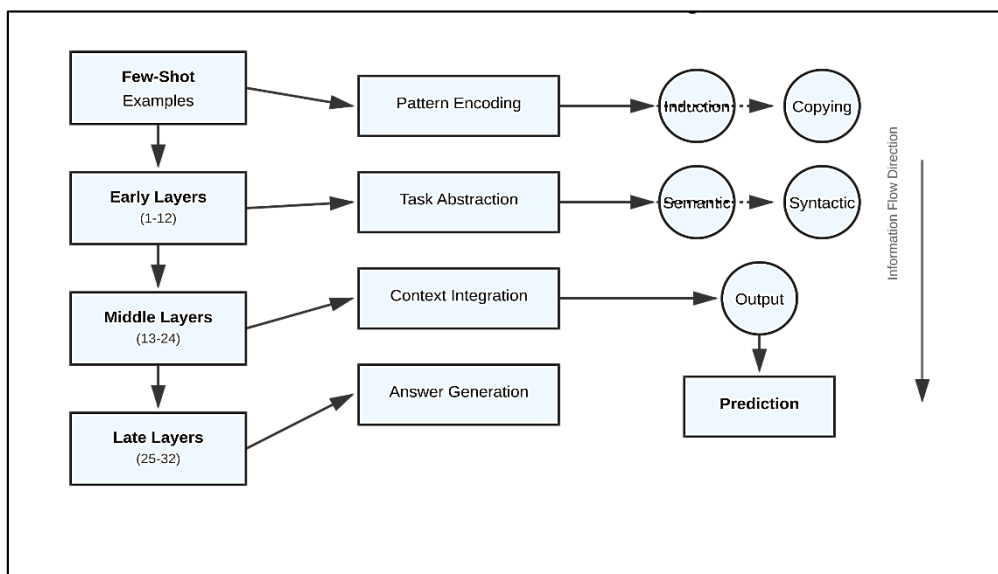 Few-Shot
Examples
Pattern Encoding
Induction
Copying
Early Layers
(1-12)
Task Abstraction
Semantic
Syntactic
Middle Layers
(13-24)
Context Integration
Output
Late Layers
(25-32)
Answer Generation
Prediction
Information Flow Direction